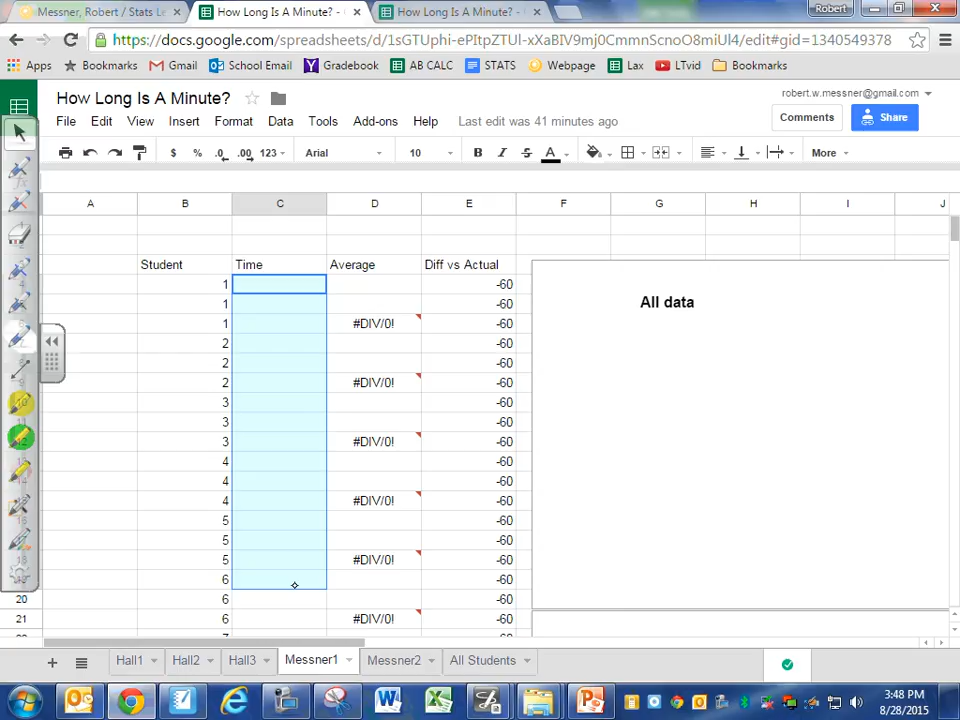 Messner, Robert / Stats Le
How Long Is A Minute? -
How Long Is A Minute? -
Robert
https://docs.google.com/spreadsheets/d/1sGTUphi-ePItpZTUl-xXaBIV9mj0CmmnScnoO8miUl4/edit#gid=1340549378
Apps Bookmarks Gmail School Email Gradebook AB CALC STATS Webpage Lax LTvid Bookmarks
How Long Is A Minute?
robert.w.messner@gmail.com
File Edit View Insert Format Data Tools Add-ons Help Last edit was 41 minutes ago
Comments Share
$ % .0 .00 123 Arial 10 B I S A More
A B C D E F G H I J
Student Time Average Diff vs Actual
1 -60
1 -60
1 #DIV/0! -60
2 -60
2 -60
2 #DIV/0! -60
3 -60
3 -60
3 #DIV/0! -60
4 -60
4 -60
4 #DIV/0! -60
5 -60
5 -60
5 #DIV/0! -60
6 -60
20 6 -60
21 6 #DIV/0! -60
All data
Hall1 Hall2 Hall3 Messner1 Messner2 All Students
3:48 PM
8/28/2015